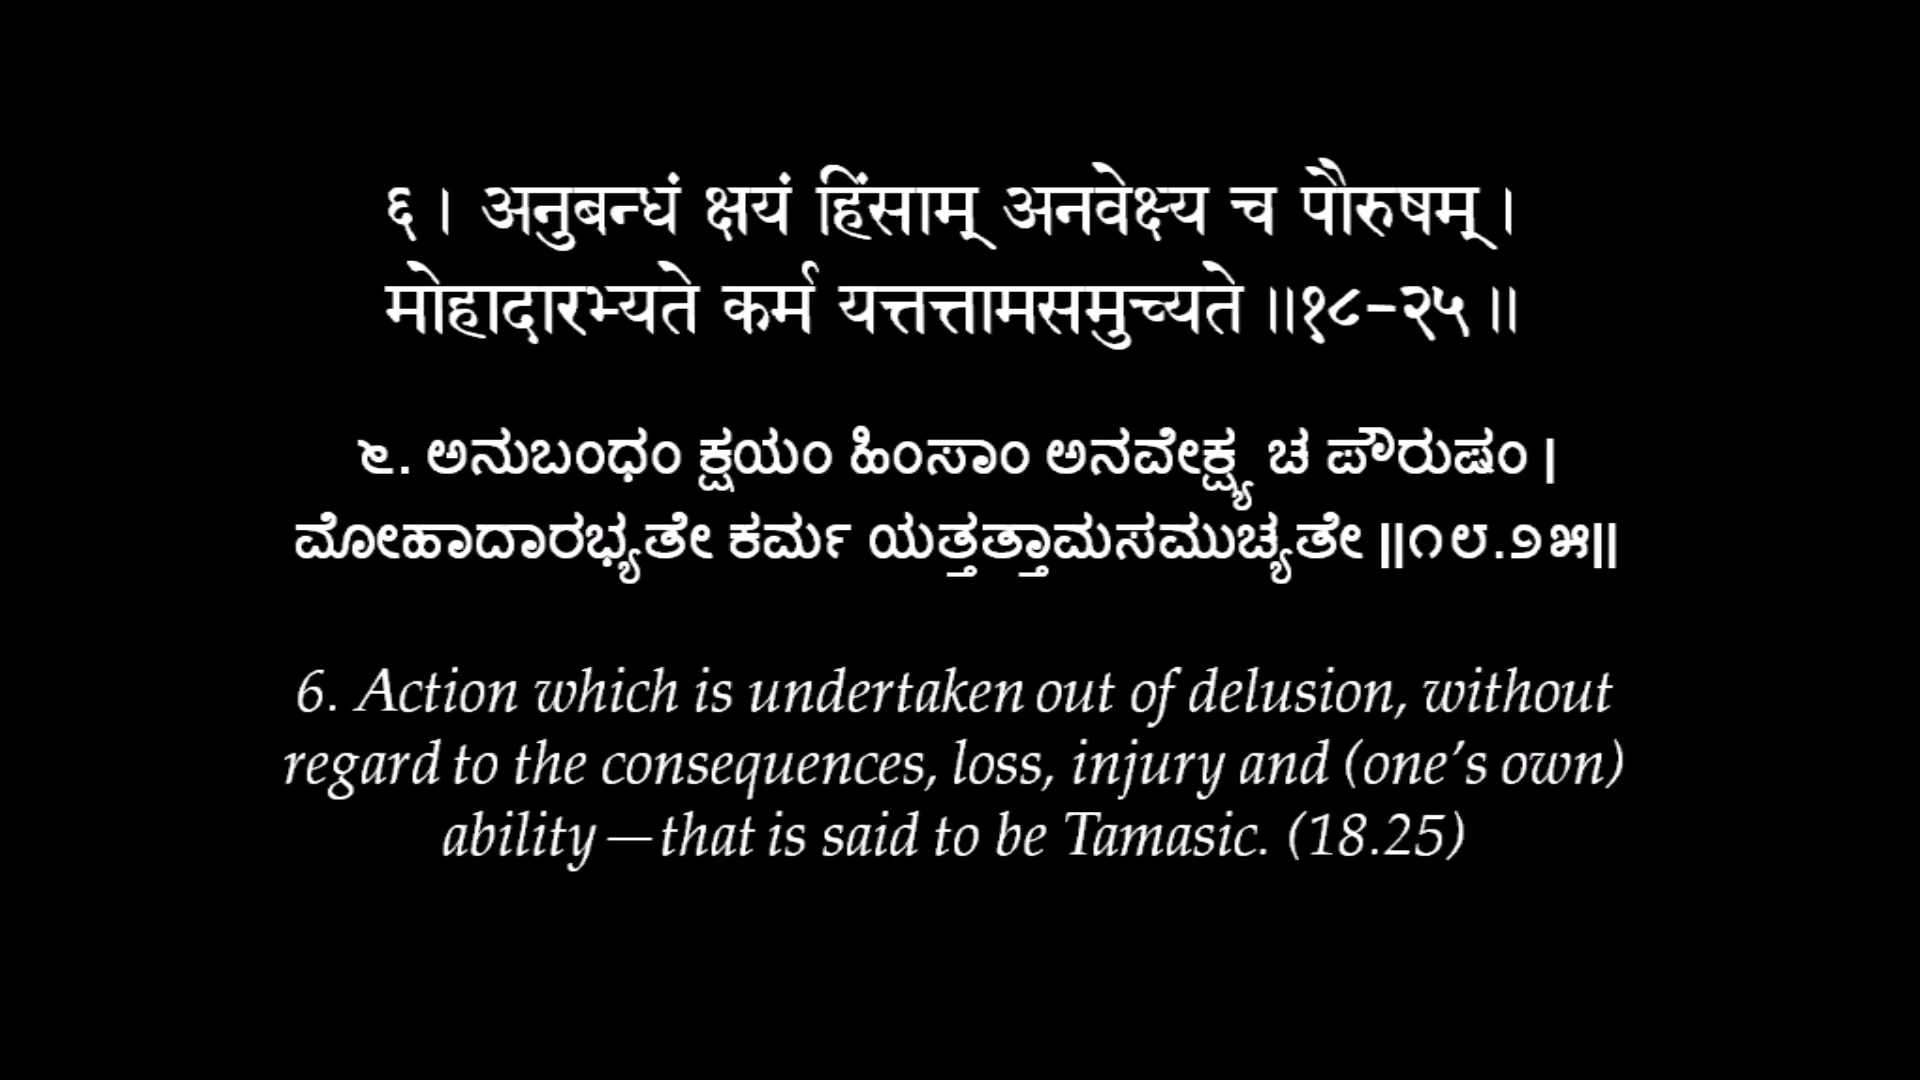 ६। अनुबन्धं क्षयं हिंसाम् अनवेक्ष्य च पौरुषम्।
मोहादारभ्यते कर्म यत्तत्तामसमुच्यते॥१८-२५॥
೬. ಅನುಬಂಧಂ ಕ್ಷಯಂ ಹಿಂಸಾಂ ಅನವೇಕ್ಷ್ಯ ಚ ಪೌರುಷಂ |
ಮೋಹಾದಾರಭ್ಯತೇ ಕರ್ಮ ಯತ್ತತ್ತಾಮಸಮುಚ್ಯತೇ ||೧೮.೨೫||
6. Action which is undertaken out of delusion, without
regard to the consequences, loss, injury and (one’s own)
ability—that is said to be Tamasic. (18.25)